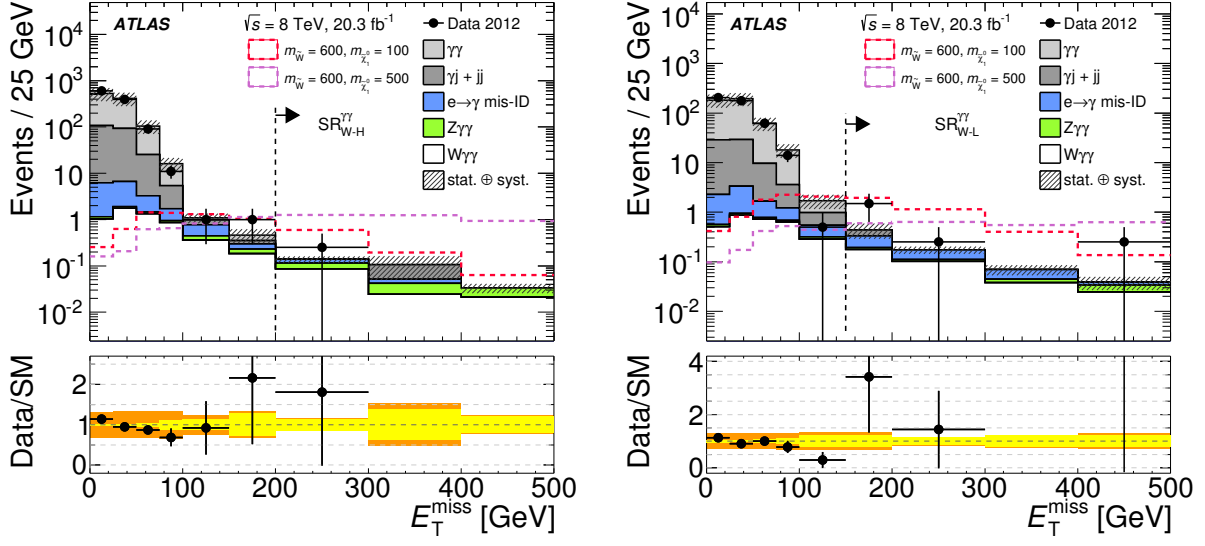 ATLAS
√s = 8 TeV, 20.3 fb⁻¹
m_W̃ = 600, m_χ̃₁⁰ = 100
m_W̃ = 600, m_χ̃₁⁰ = 500
Data 2012
γγ
γj + jj
e→γ mis-ID
Zγγ
Wγγ
stat. ⊕ syst.
SR^γγ_W-H
Events / 25 GeV
10⁴
10³
10²
10
1
10⁻¹
10⁻²
Data/SM
2
1
0
0 100 200 300 400 500
E_T^miss [GeV]
ATLAS
√s = 8 TeV, 20.3 fb⁻¹
m_W̃ = 600, m_χ̃₁⁰ = 100
m_W̃ = 600, m_χ̃₁⁰ = 500
Data 2012
γγ
γj + jj
e→γ mis-ID
Zγγ
Wγγ
stat. ⊕ syst.
SR^γγ_W-L
Events / 25 GeV
10⁴
10³
10²
10
1
10⁻¹
10⁻²
Data/SM
4
2
0
0 100 200 300 400 500
E_T^miss [GeV]